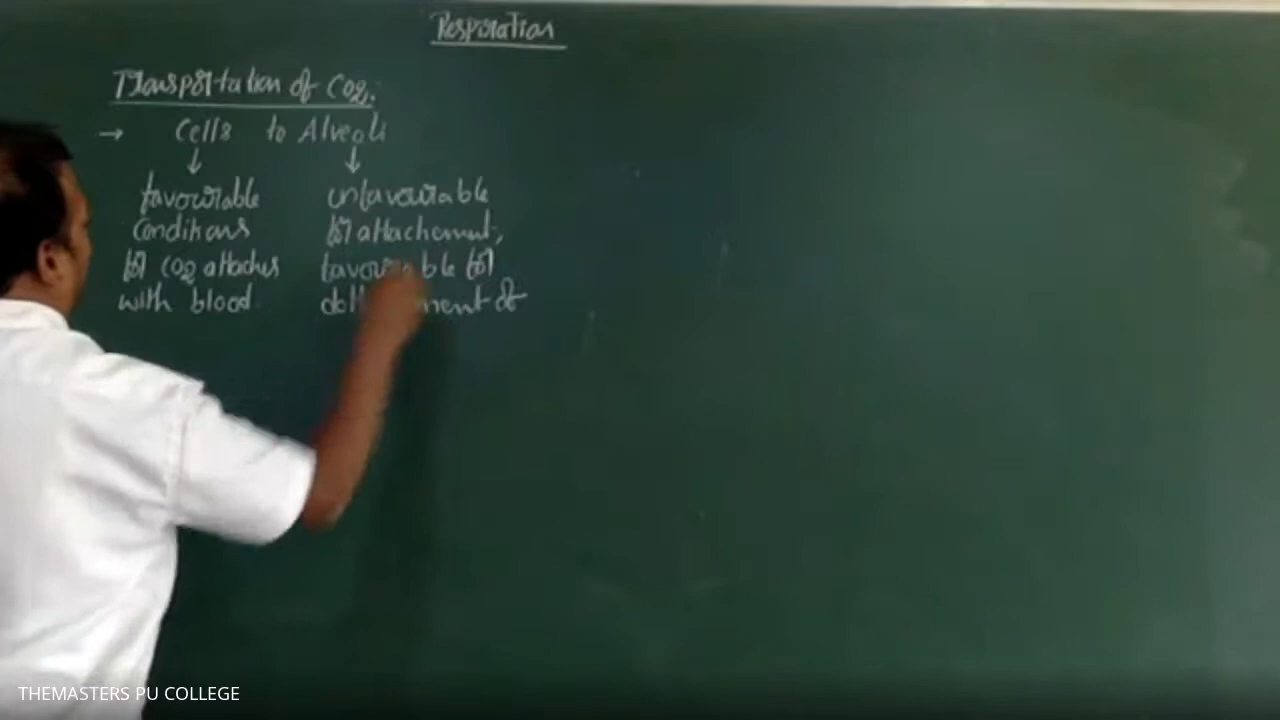 Respiration
Transportation of CO2:
→ Cells to Alveoli
↓ ↓
favourable unfavourable
conditions for attachement,
for CO2 attaches favourable for
with blood. of
THEMASTERS PU COLLEGE